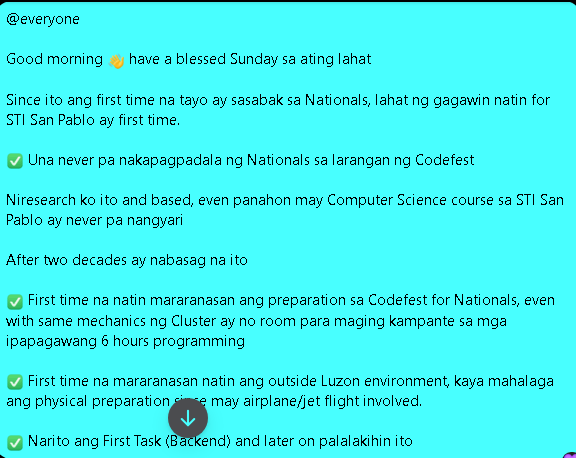 @everyone
Good morning 👋 have a blessed Sunday sa ating lahat
Since ito ang first time na tayo ay sasabak sa Nationals, lahat ng gagawin natin for
STI San Pablo ay first time.
✅ Una never pa nakapagpadala ng Nationals sa larangan ng Codefest
Niresearch ko ito and based, even panahon may Computer Science course sa STI San
Pablo ay never pa nangyari
After two decades ay nabasag na ito
✅ First time na natin mararanasan ang preparation sa Codefest for Nationals, even
with same mechanics ng Cluster ay no room para maging kampante sa mga
ipapagawang 6 hours programming
✅ First time na mararanasan natin ang outside Luzon environment, kaya mahalaga
ang physical preparation may airplane/jet flight involved.
✅ Narito ang First Task (Backend) and later on palalakihin ito